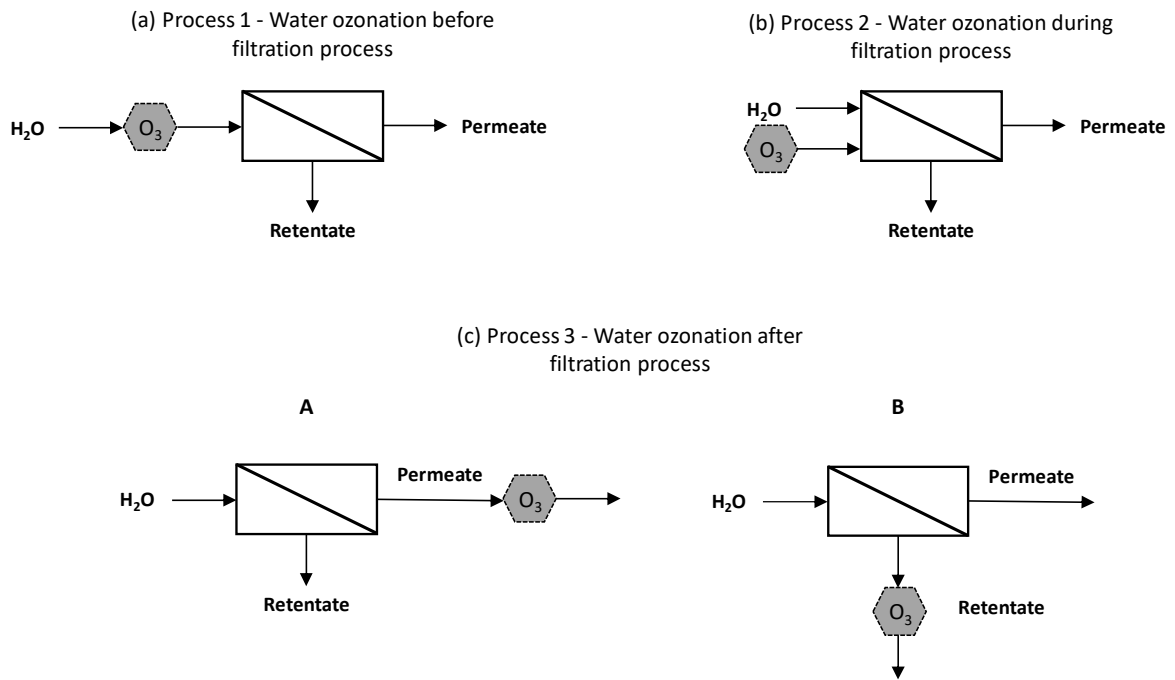 (a) Process 1 - Water ozonation before
filtration process
H₂O
O₃
Permeate
Retentate
(b) Process 2 - Water ozonation during
filtration process
H₂O
O₃
Permeate
Retentate
(c) Process 3 - Water ozonation after
filtration process
A
H₂O
Permeate
O₃
Retentate
B
H₂O
Permeate
O₃
Retentate